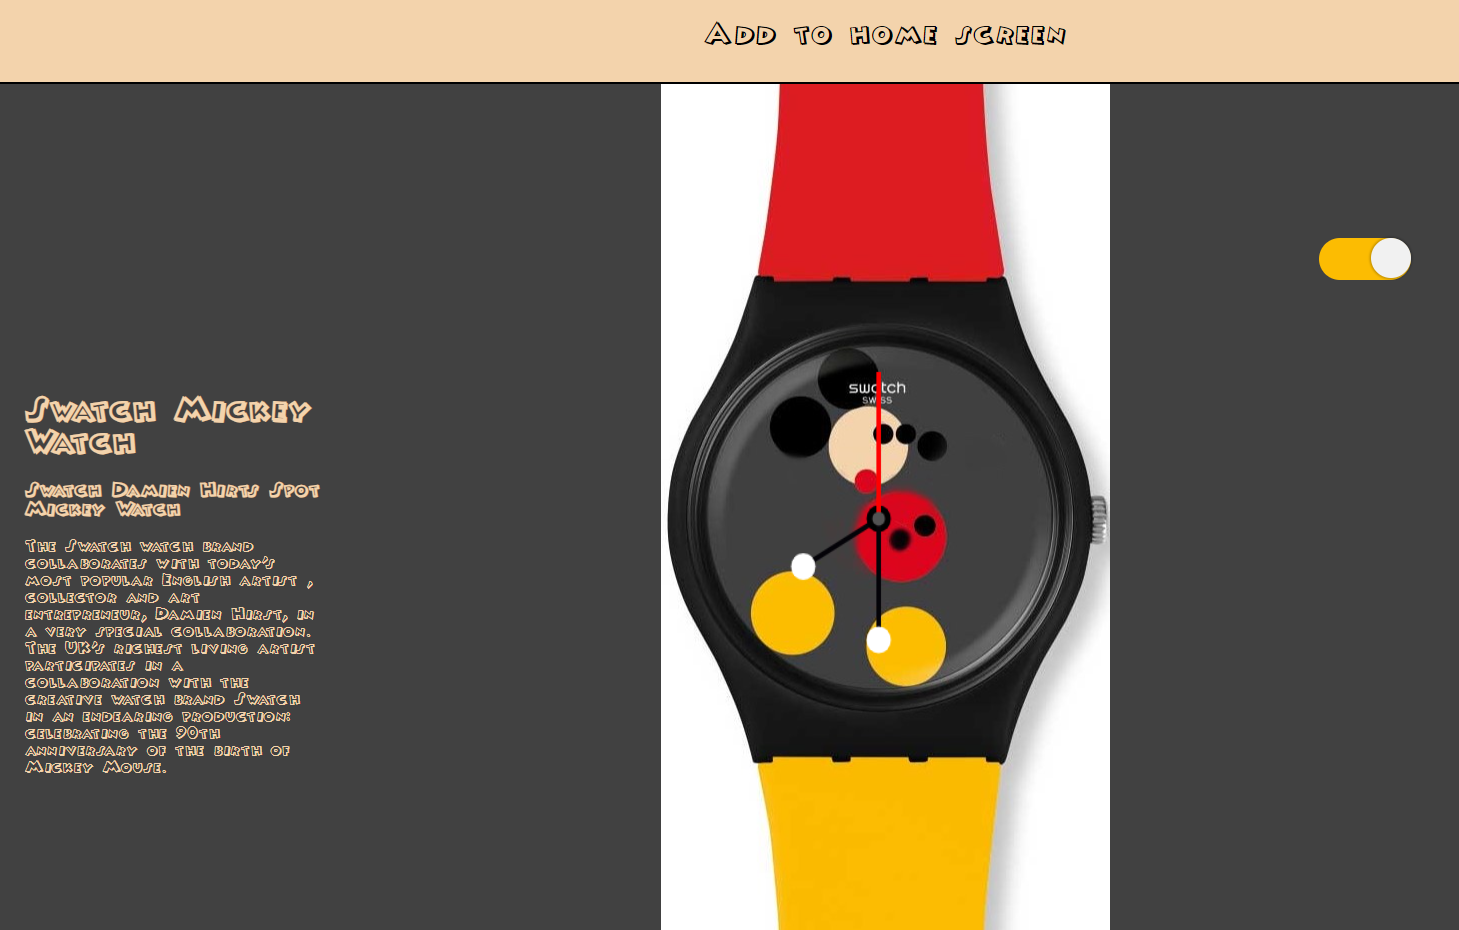 Add to home screen
swatch
SWISS
Swatch Mickey
Watch
Swatch Damien Hirts Spot
Mickey Watch
The Swatch watch brand
collaborates with today's
most popular English artist ,
collector and art
entrepreneur, Damien Hirst, in
a very special collaboration.
The UK's richest living artist
participates in a
collaboration with the
creative watch brand Swatch
in an endearing production:
celebrating the 90th
anniversary of the birth of
Mickey Mouse.